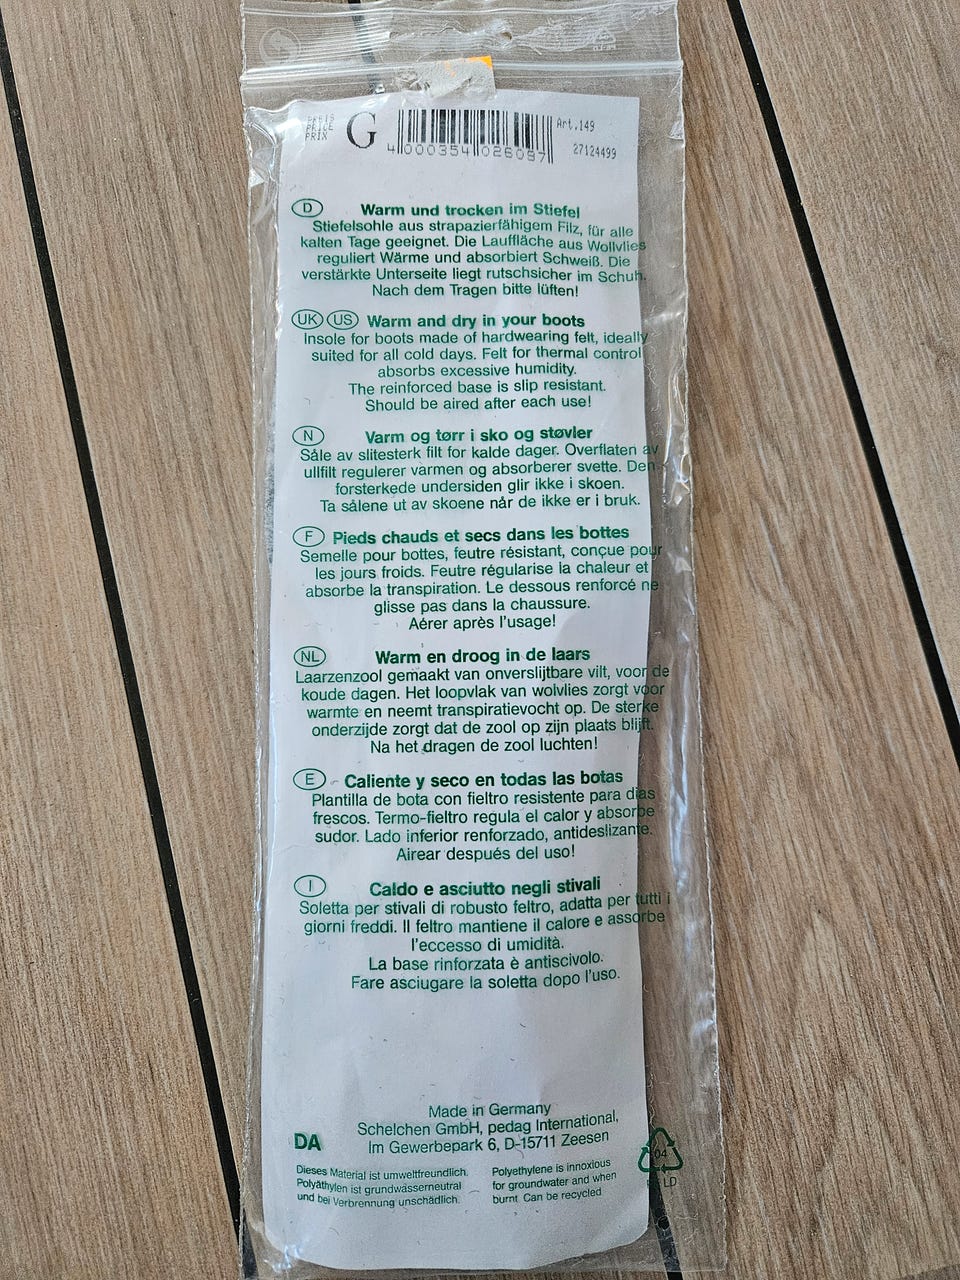 PREIS
PRICE
PRIX
G
4 000354 026097
Art.149
27124499
D Warm und trocken im Stiefel
Stiefelsohle aus strapazierfähigem Filz, für alle
kalten Tage geeignet. Die Lauffläche aus Wollvlies
reguliert Wärme und absorbiert Schweiß. Die
verstärkte Unterseite liegt rutschsicher im Schuh.
Nach dem Tragen bitte lüften!
UK US Warm and dry in your boots
Insole for boots made of hardwearing felt, ideally
suited for all cold days. Felt for thermal control
absorbs excessive humidity.
The reinforced base is slip resistant.
Should be aired after each use!
N Varm og tørr i sko og støvler
Såle av slitesterk filt for kalde dager. Overflaten av
ullfilt regulerer varmen og absorberer svette. Den
forsterkede undersiden glir ikke i skoen.
Ta sålene ut av skoene når de ikke er i bruk.
F Pieds chauds et secs dans les bottes
Semelle pour bottes, feutre résistant, conçue pour
les jours froids. Feutre régularise la chaleur et
absorbe la transpiration. Le dessous renforcé ne
glisse pas dans la chaussure.
Aérer après l'usage!
NL Warm en droog in de laars
Laarzenzool gemaakt van onverslijtbare vilt, voor de
koude dagen. Het loopvlak van wolvlies zorgt voor
warmte en neemt transpiratievocht op. De sterke
onderzijde zorgt dat de zool op zijn plaats blijft.
Na het dragen de zool luchten!
E Caliente y seco en todas las botas
Plantilla de bota con fieltro resistente para dias
frescos. Termo-fieltro regula el calor y absorbe
sudor. Lado inferior renforzado, antideslizante.
Airear después del uso!
I Caldo e asciutto negli stivali
Soletta per stivali di robusto feltro, adatta per tutti i
giorni freddi. Il feltro mantiene il calore e assorbe
l'eccesso di umidità.
La base rinforzata è antiscivolo.
Fare asciugare la soletta dopo l'uso.
Made in Germany
Schelchen GmbH, pedag International,
Im Gewerbepark 6, D-15711 Zeesen
DA
Dieses Material ist umweltfreundlich.
Polyäthylen ist grundwasserneutral
und bei Verbrennung unschädlich.
Polyethylene is innoxious
for groundwater and when
burnt Can be recycled
04
LD